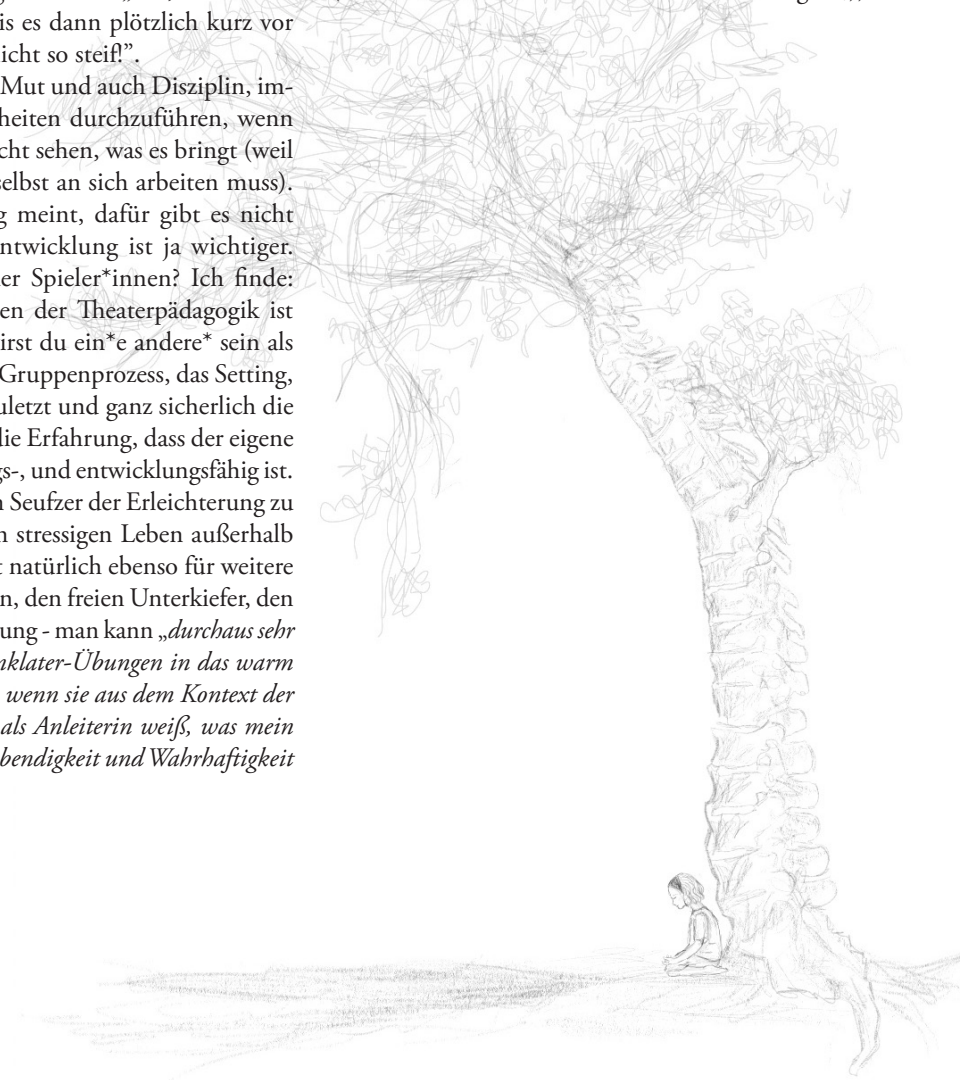 is es dann plötzlich kurz vor
icht so steif!”.
Mut und auch Disziplin, im-
heiten durchzuführen, wenn
cht sehen, was es bringt (weil
selbst an sich arbeiten muss).
g meint, dafür gibt es nicht
entwicklung ist ja wichtiger.
er Spieler*innen? Ich finde:
en der Theaterpädagogik ist
irst du ein*e andere* sein als
Gruppenprozess, das Setting,
uletzt und ganz sicherlich die
die Erfahrung, dass der eigene
gs-, und entwicklungsfähig ist.
n Seufzer der Erleichterung zu
n stressigen Leben außerhalb
t natürlich ebenso für weitere
n, den freien Unterkiefer, den
ung - man kann „durchaus sehr
nklater-Übungen in das warm
wenn sie aus dem Kontext der
als Anleiterin weiß, was mein
bendigkeit und Wahrhaftigkeit